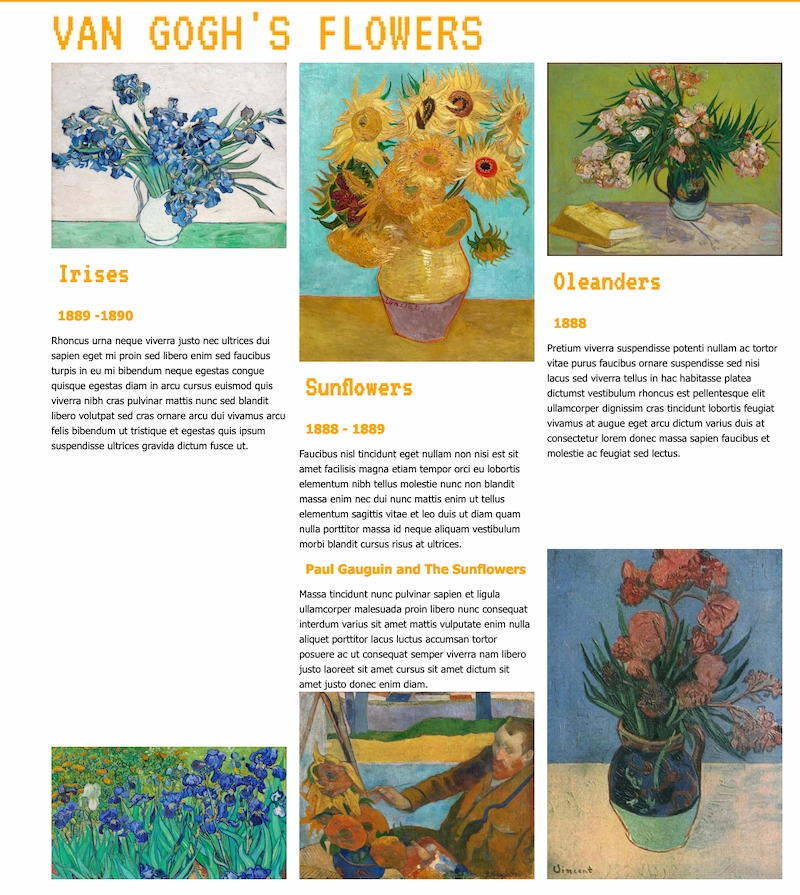 VAN GOGH'S FLOWERS
Irises
1889 -1890
Rhoncus urna neque viverra justo nec ultrices dui
sapien eget mi proin sed libero enim sed faucibus
turpis in eu mi bibendum neque egestas congue
quisque egestas diam in arcu cursus euismod quis
viverra nibh cras pulvinar mattis nunc sed blandit
libero volutpat sed cras ornare arcu dui vivamus arcu
felis bibendum ut tristique et egestas quis ipsum
suspendisse ultrices gravida dictum fusce ut.
Vincent
Sunflowers
1888 - 1889
Faucibus nisl tincidunt eget nullam non nisi est sit
amet facilisis magna etiam tempor orci eu lobortis
elementum nibh tellus molestie nunc non blandit
massa enim nec dui nunc mattis enim ut tellus
elementum sagittis vitae et leo duis ut diam quam
nulla porttitor massa id neque aliquam vestibulum
morbi blandit cursus risus at ultrices.
Paul Gauguin and The Sunflowers
Massa tincidunt nunc pulvinar sapien et ligula
ullamcorper malesuada proin libero nunc consequat
interdum varius sit amet mattis vulputate enim nulla
aliquet porttitor lacus luctus accumsan tortor
posuere ac ut consequat semper viverra nam libero
justo laoreet sit amet cursus sit amet dictum sit
amet justo donec enim diam.
Oleanders
1888
Pretium viverra suspendisse potenti nullam ac tortor
vitae purus faucibus ornare suspendisse sed nisi
lacus sed viverra tellus in hac habitasse platea
dictumst vestibulum rhoncus est pellentesque elit
ullamcorper dignissim cras tincidunt lobortis feugiat
vivamus at augue eget arcu dictum varius duis at
consectetur lorem donec massa sapien faucibus et
molestie ac feugiat sed lectus.
Vincent